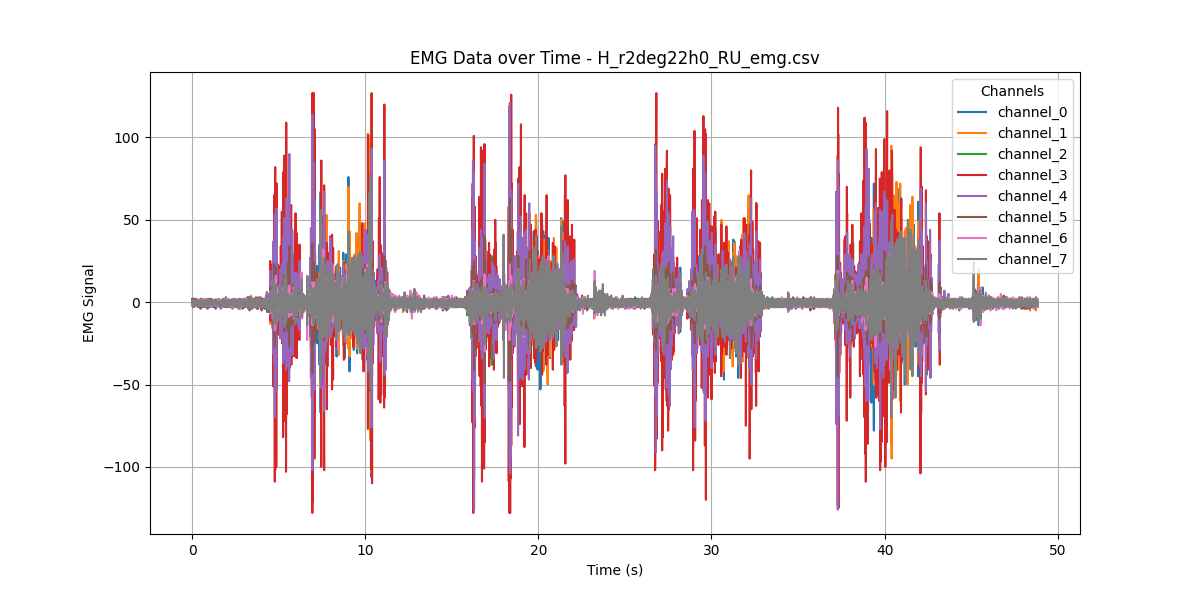 EMG Data over Time - H_r2deg22h0_RU_emg.csv
Channels
channel_0
channel_1
channel_2
channel_3
channel_4
channel_5
channel_6
channel_7
EMG Signal
100
50
0
−50
−100
0 10 20 30 40 50
Time (s)